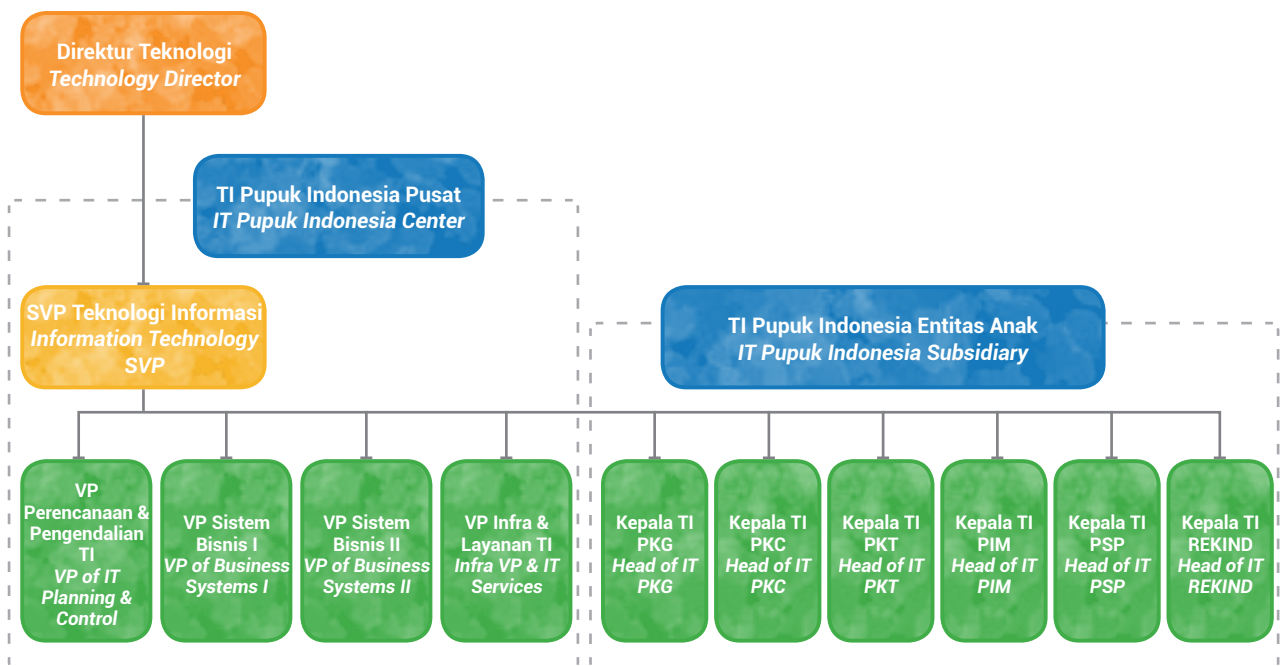 Direktur Teknologi
Technology Director
TI Pupuk Indonesia Pusat
IT Pupuk Indonesia Center
SVP Teknologi Informasi
Information Technology
SVP
TI Pupuk Indonesia Entitas Anak
IT Pupuk Indonesia Subsidiary
VP
Perencanaan &
Pengendalian
TI
VP of IT
Planning &
Control
VP Sistem
Bisnis I
VP of Business
Systems I
VP Sistem
Bisnis II
VP of Business
Systems II
VP Infra &
Layanan TI
Infra VP & IT
Services
Kepala TI
PKG
Head of IT
PKG
Kepala TI
PKC
Head of IT
PKC
Kepala TI
PKT
Head of IT
PKT
Kepala TI
PIM
Head of IT
PIM
Kepala TI
PSP
Head of IT
PSP
Kepala TI
REKIND
Head of IT
REKIND